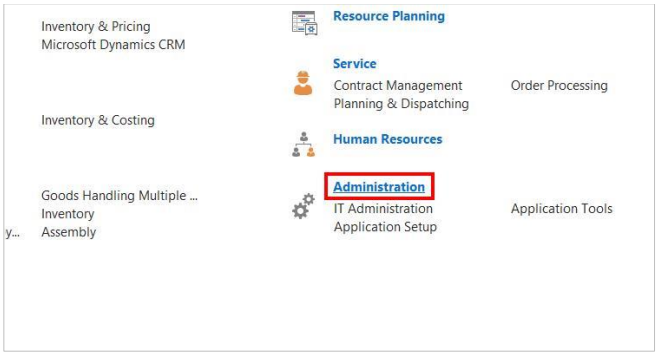 Inventory & Pricing
Microsoft Dynamics CRM
Inventory & Costing
Goods Handling Multiple ...
Inventory
y... Assembly
Resource Planning
Service
Contract Management Order Processing
Planning & Dispatching
Human Resources
Administration
IT Administration Application Tools
Application Setup